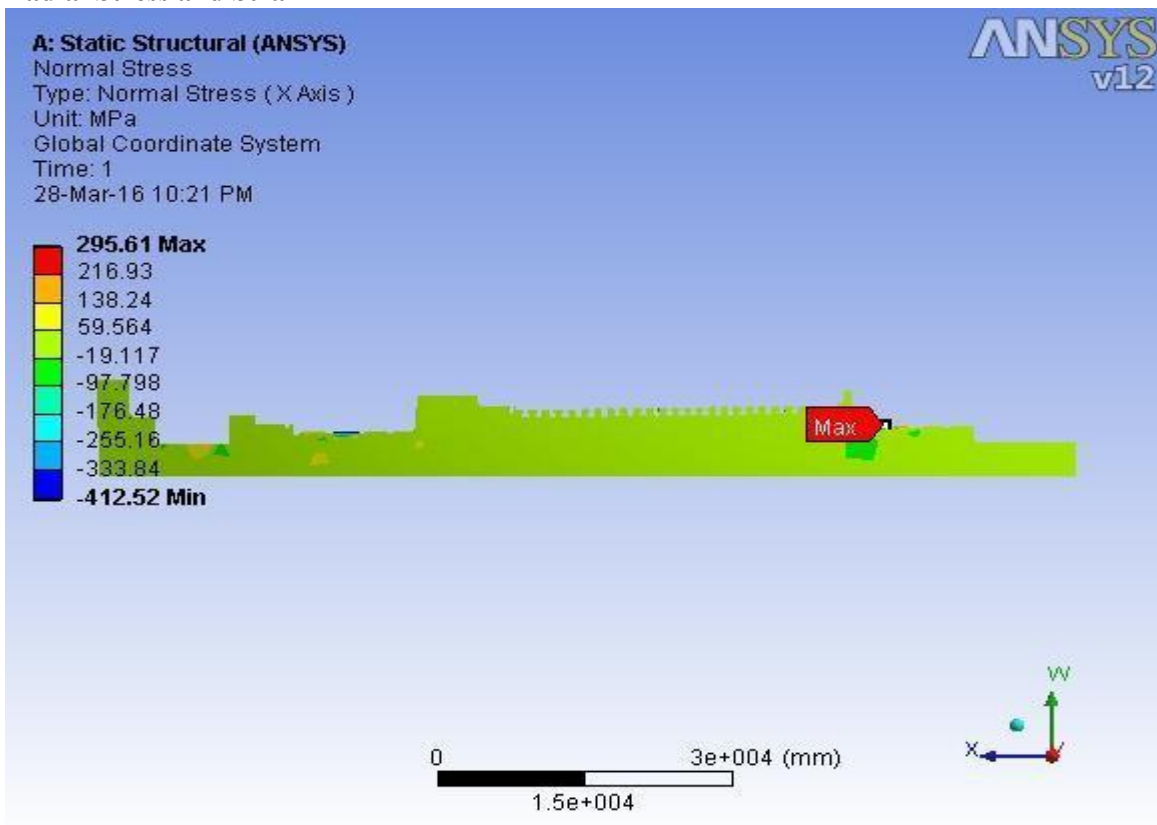 A: Static Structural (ANSYS)
Normal Stress
Type: Normal Stress ( X Axis )
Unit: MPa
Global Coordinate System
Time: 1
28-Mar-16 10:21 PM
ANSYS
v12
295.61 Max
216.93
138.24
59.564
-19.117
-97.798
-176.48
-255.16
-333.84
-412.52 Min
Max
0
3e+004 (mm)
1.5e+004
X